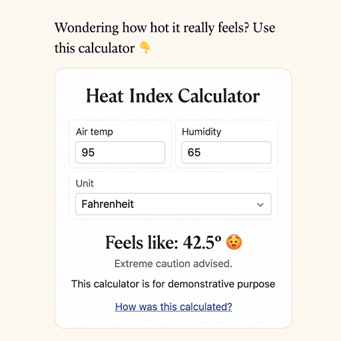 Wondering how hot it really feels? Use
this calculator 👇
Heat Index Calculator
Air temp
Humidity
95
65
Unit
Fahrenheit
Feels like: 42.5° 🥵
Extreme caution advised.
This calculator is for demonstrative purpose
How was this calculated?